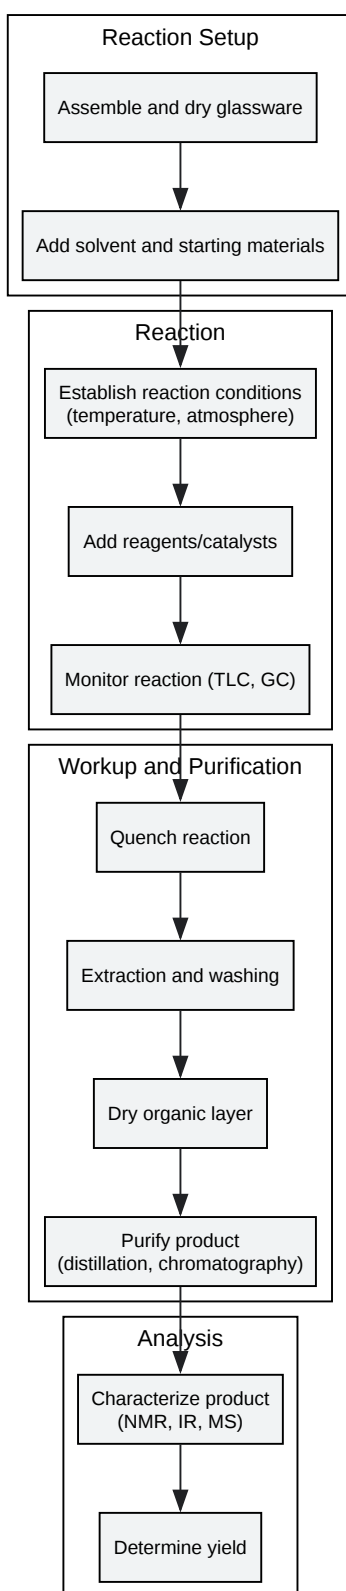 Reaction Setup
Assemble and dry glassware
Add solvent and starting materials
Reaction
Establish reaction conditions
(temperature, atmosphere)
Add reagents/catalysts
Monitor reaction (TLC, GC)
Workup and Purification
Quench reaction
Extraction and washing
Dry organic layer
Purify product
(distillation, chromatography)
Analysis
Characterize product
(NMR, IR, MS)
Determine yield